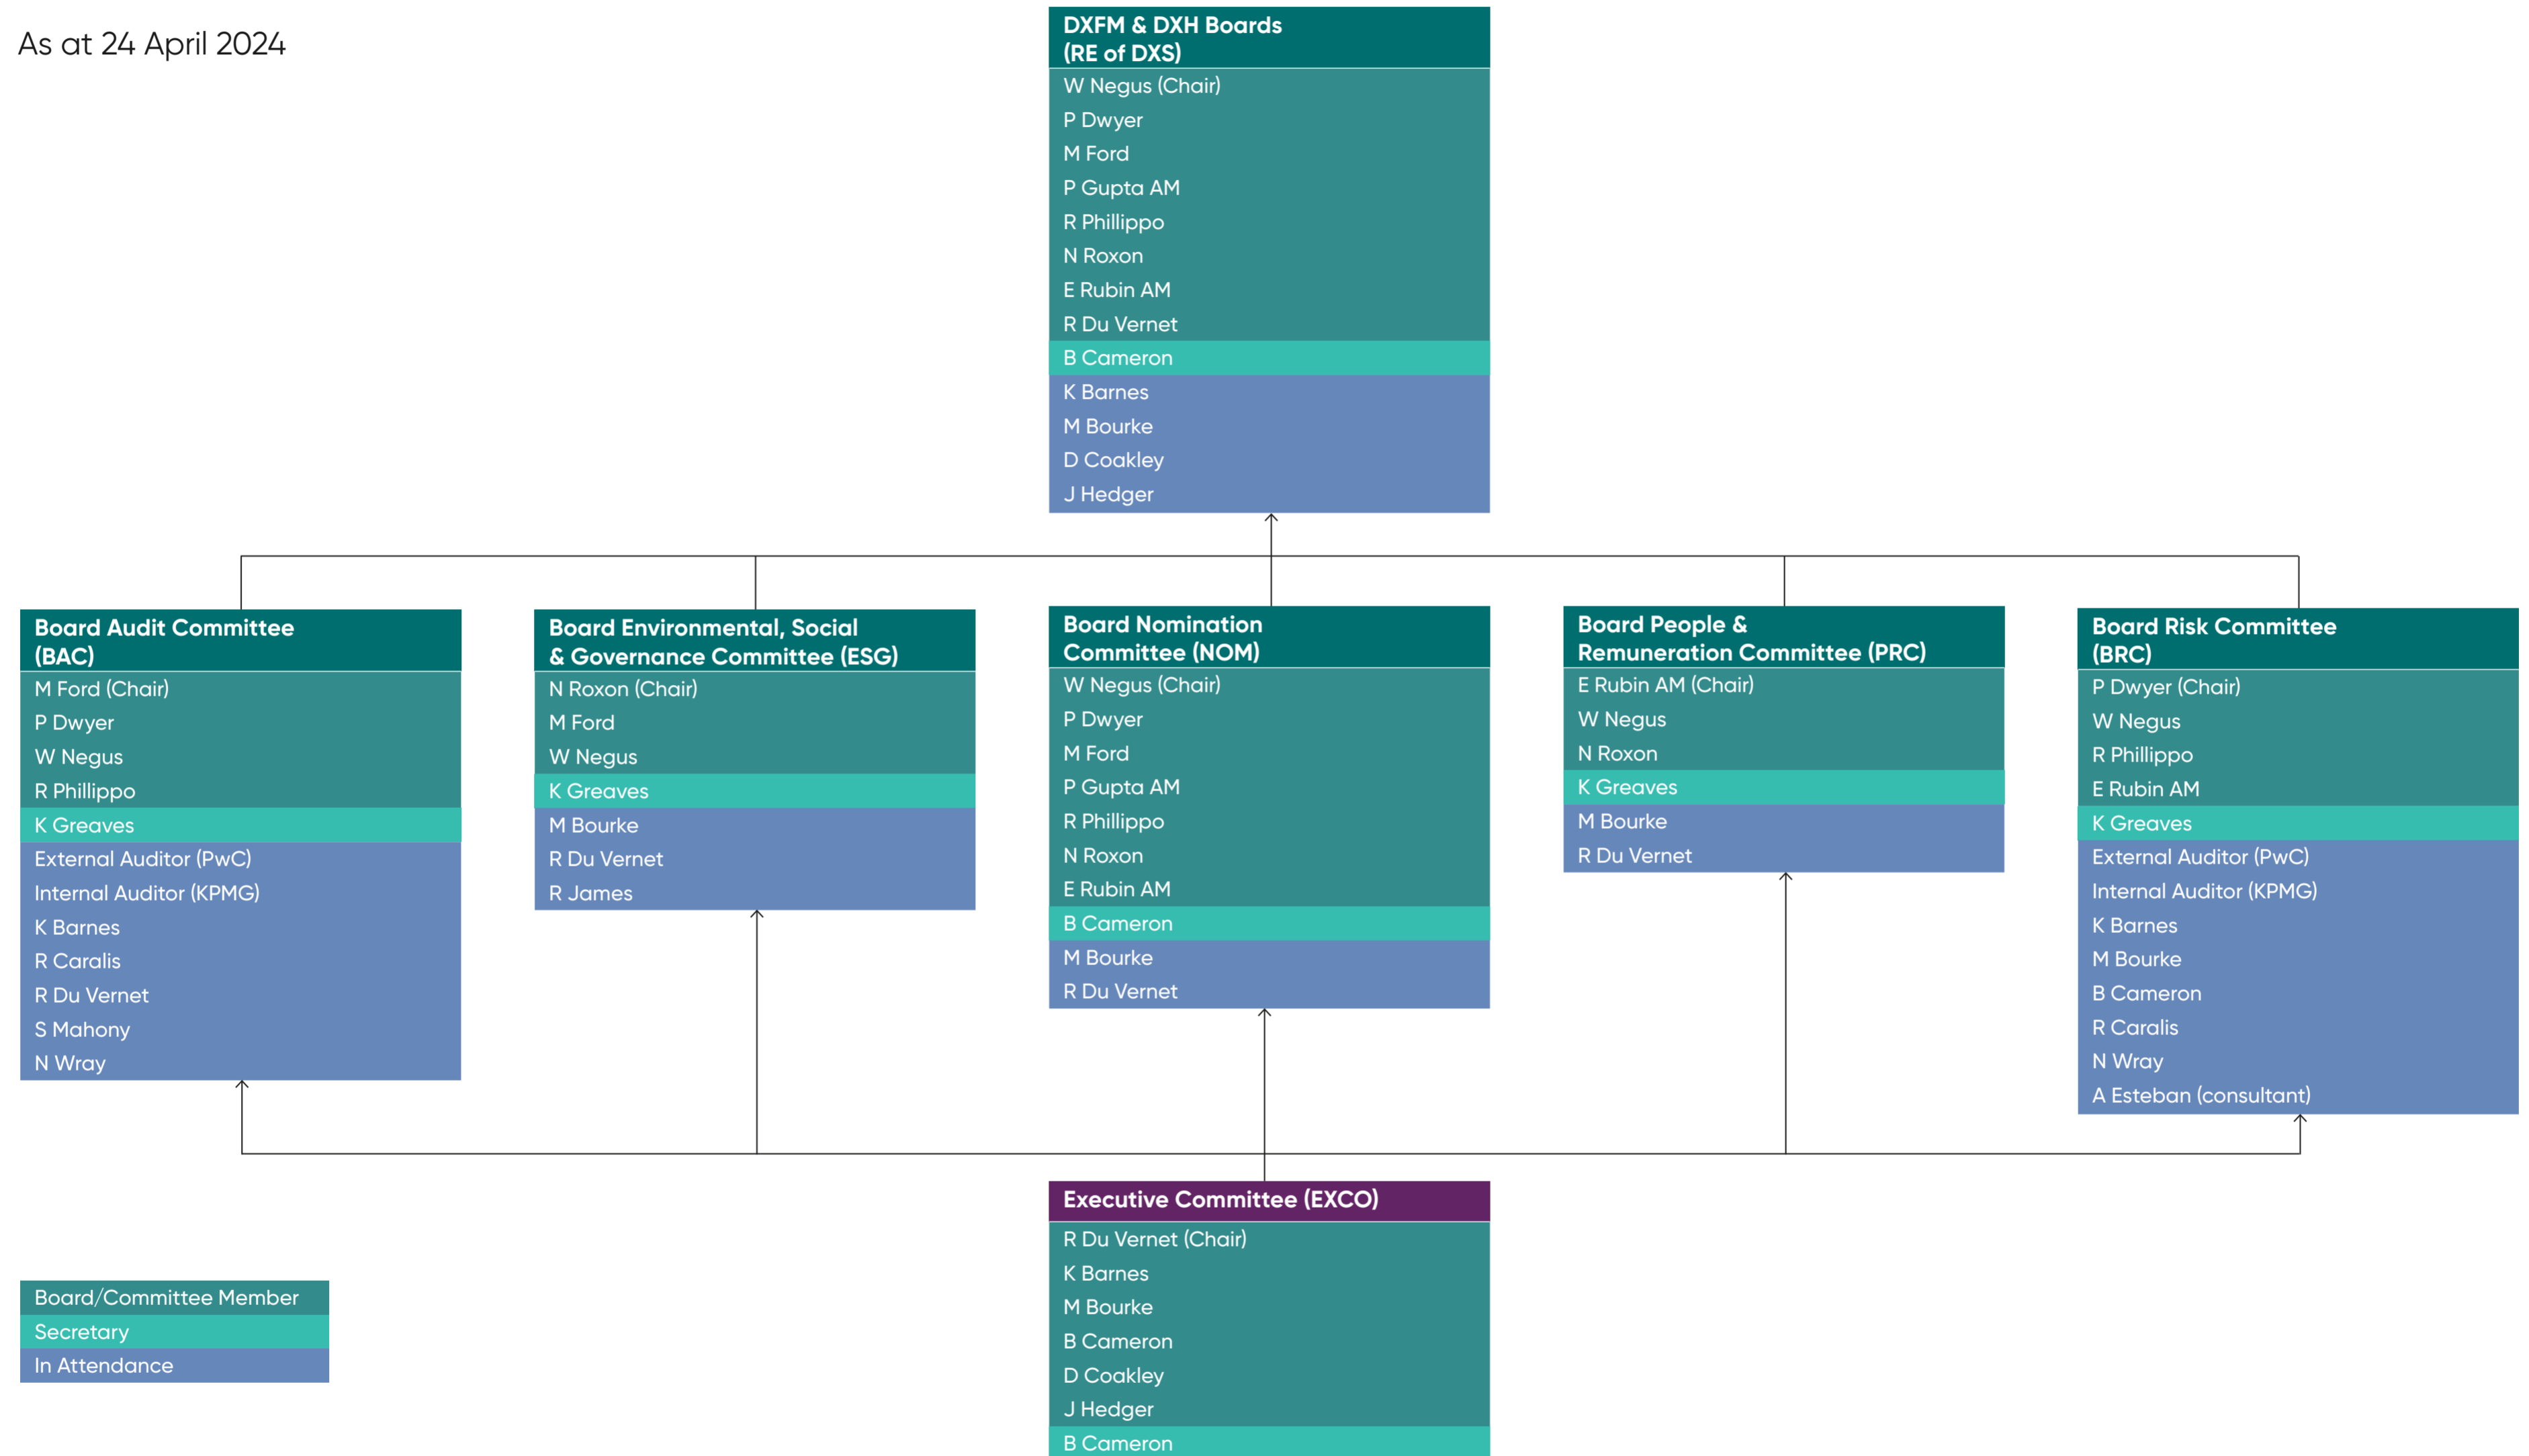 As at 24 April 2024
DXFM & DXH Boards
(RE of DXS)
W Negus (Chair)
P Dwyer
M Ford
P Gupta AM
R Phillippo
N Roxon
E Rubin AM
R Du Vernet
B Cameron
K Barnes
M Bourke
D Coakley
J Hedger
Board Audit Committee
(BAC)
M Ford (Chair)
P Dwyer
W Negus
R Phillippo
K Greaves
External Auditor (PwC)
Internal Auditor (KPMG)
K Barnes
R Caralis
R Du Vernet
S Mahony
N Wray
Board Environmental, Social
& Governance Committee (ESG)
N Roxon (Chair)
M Ford
W Negus
K Greaves
M Bourke
R Du Vernet
R James
Board Nomination
Committee (NOM)
W Negus (Chair)
P Dwyer
M Ford
P Gupta AM
R Phillippo
N Roxon
E Rubin AM
B Cameron
M Bourke
R Du Vernet
Board People &
Remuneration Committee (PRC)
E Rubin AM (Chair)
W Negus
N Roxon
K Greaves
M Bourke
R Du Vernet
Board Risk Committee
(BRC)
P Dwyer (Chair)
W Negus
R Phillippo
E Rubin AM
K Greaves
External Auditor (PwC)
Internal Auditor (KPMG)
K Barnes
M Bourke
B Cameron
R Caralis
N Wray
A Esteban (consultant)
Executive Committee (EXCO)
R Du Vernet (Chair)
K Barnes
M Bourke
B Cameron
D Coakley
J Hedger
B Cameron
Board/Committee Member
Secretary
In Attendance